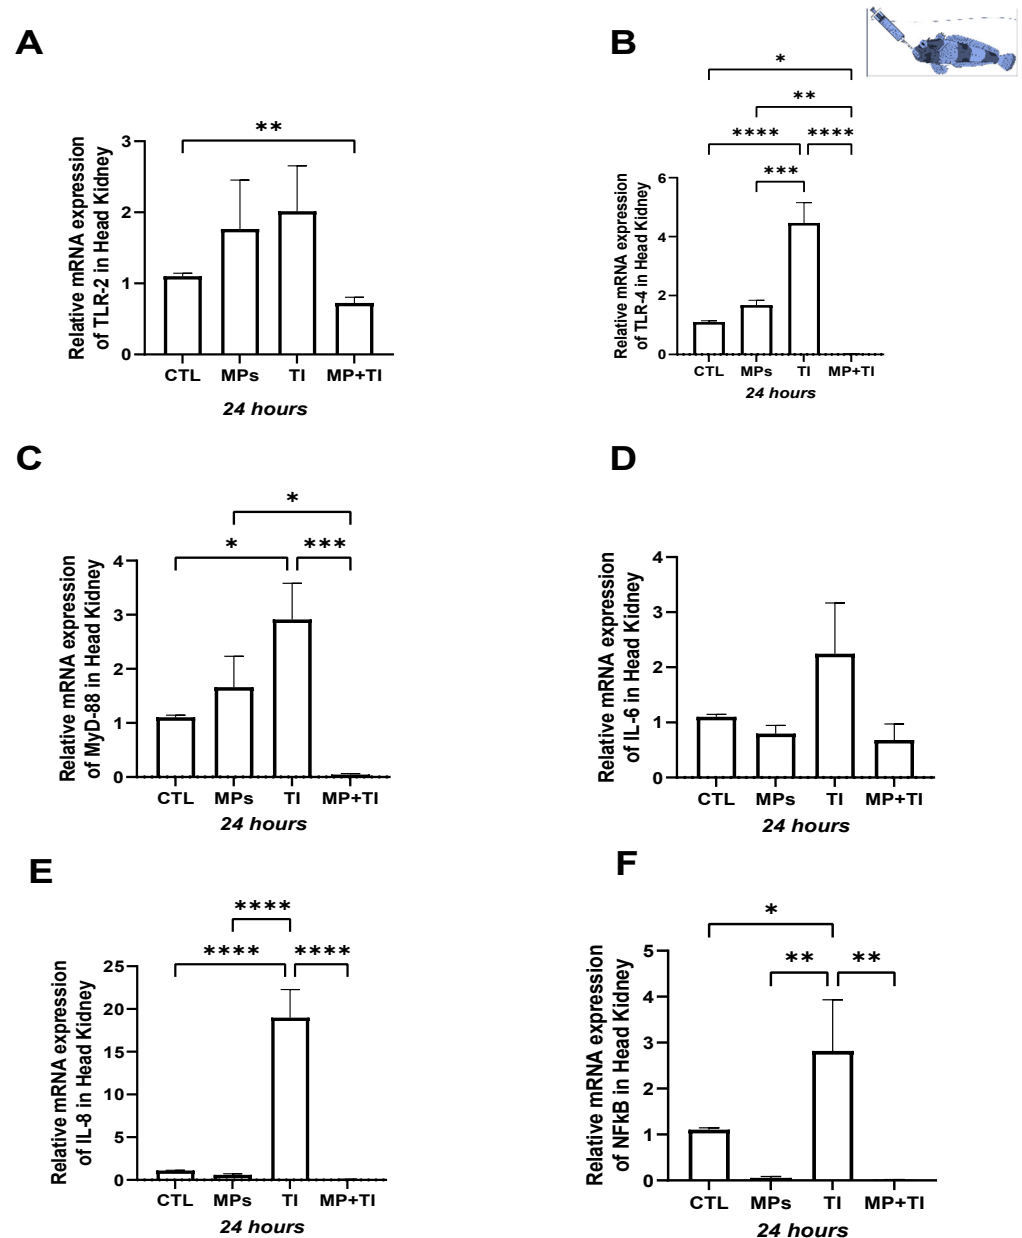 A
**
3
2
1
0
Relative mRNA expression
of TLR-2 in Head Kidney
CTL MPs TI MP+TI
24 hours
B
*
**
**** ****
***
6
4
2
0
Relative mRNA expression
of TLR-4 in Head Kidney
CTL MPs TI MP+TI
24 hours
C
*
* ***
4
3
2
1
0
Relative mRNA expression
of MyD-88 in Head Kidney
CTL MPs TI MP+TI
24 hours
D
4
3
2
1
0
Relative mRNA expression
of IL-6 in Head Kidney
CTL MPs TI MP+TI
24 hours
E
****
**** ****
25
20
15
10
5
0
Relative mRNA expression
of IL-8 in Head Kidney
CTL MPs TI MP+TI
24 hours
F
*
** **
5
4
3
2
1
0
Relative mRNA expression
of NFkB in Head Kidney
CTL MPs TI MP+TI
24 hours